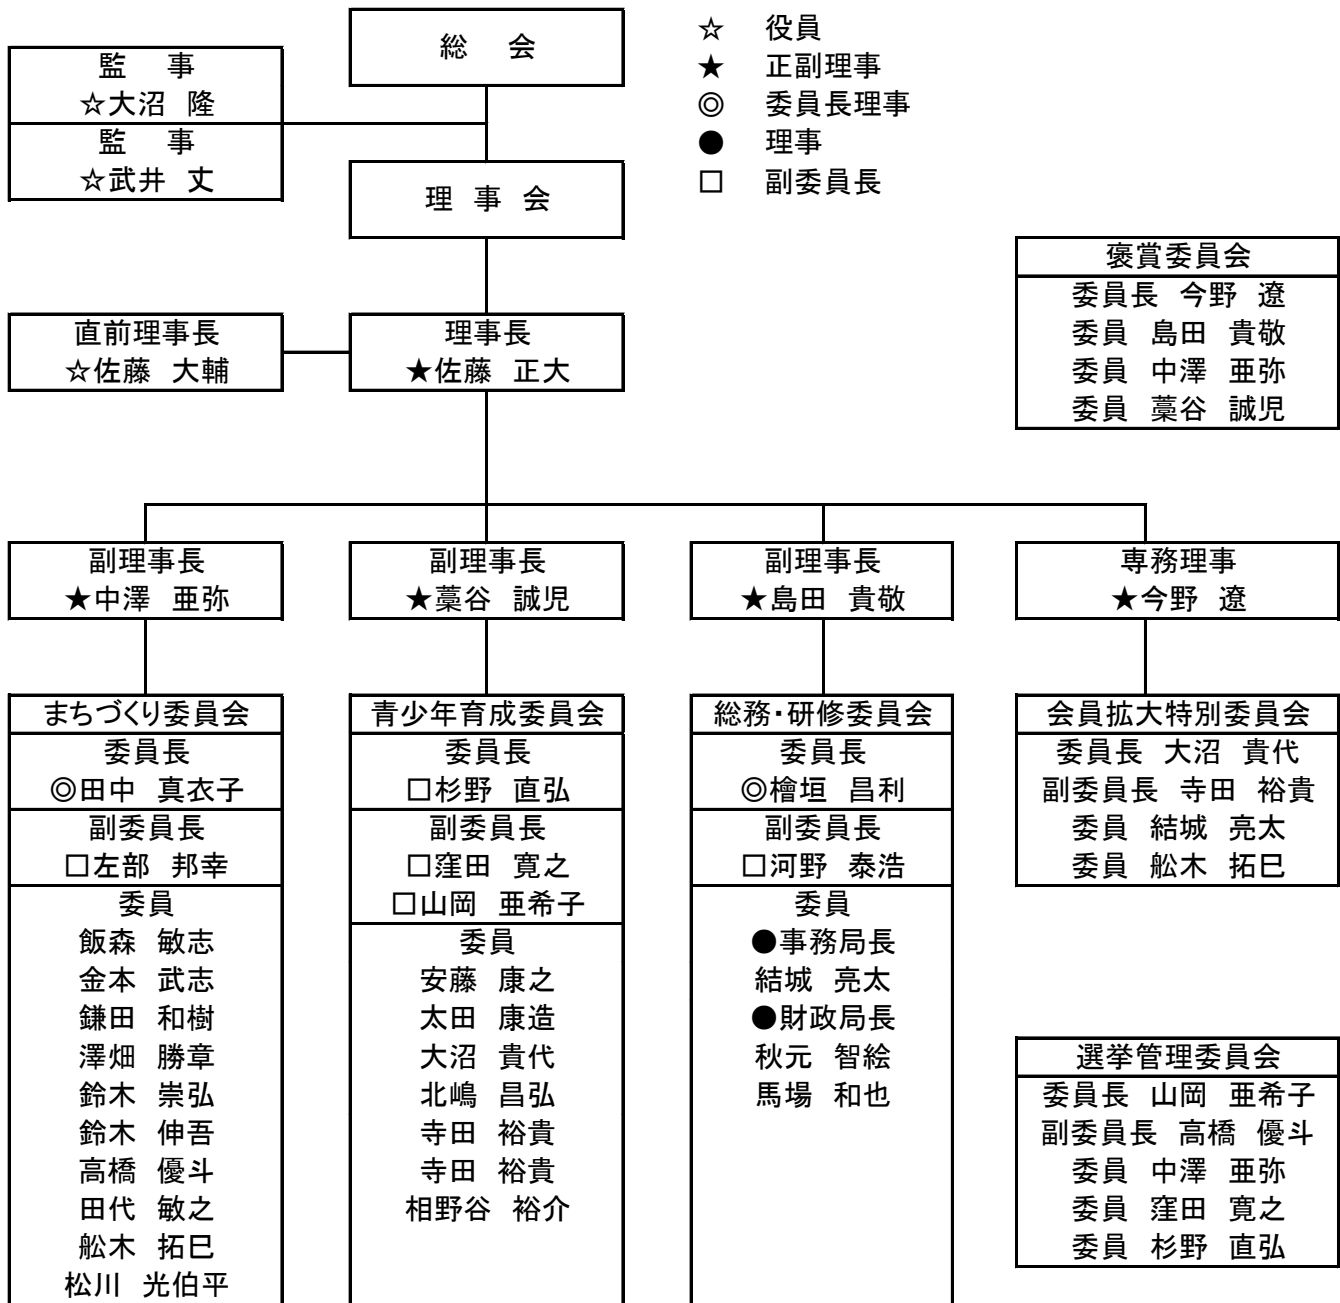 総 会
☆ 役員
★ 正副理事
◎ 委員長理事
● 理事
□ 副委員長
監 事
☆大沼 隆
監 事
☆武井 丈
理 事 会
褒賞委員会
委員長 今野 遼
委員 島田 貴敬
委員 中澤 亜弥
委員 藁谷 誠児
直前理事長
☆佐藤 大輔
理事長
★佐藤 正大
副理事長
★中澤 亜弥
副理事長
★藁谷 誠児
副理事長
★島田 貴敬
専務理事
★今野 遼
まちづくり委員会
委員長
◎田中 真衣子
副委員長
□左部 邦幸
委員
飯森 敏志
金本 武志
鎌田 和樹
澤畑 勝章
鈴木 崇弘
鈴木 伸吾
高橋 優斗
田代 敏之
舩木 拓巳
松川 光伯平
青少年育成委員会
委員長
□杉野 直弘
副委員長
□窪田 寛之
□山岡 亜希子
委員
安藤 康之
太田 康造
大沼 貴代
北嶋 昌弘
寺田 裕貴
寺田 裕貴
相野谷 裕介
総務・研修委員会
委員長
◎檜垣 昌利
副委員長
□河野 泰浩
委員
●事務局長
結城 亮太
●財政局長
秋元 智絵
馬場 和也
会員拡大特別委員会
委員長 大沼 貴代
副委員長 寺田 裕貴
委員 結城 亮太
委員 舩木 拓巳
選挙管理委員会
委員長 山岡 亜希子
副委員長 高橋 優斗
委員 中澤 亜弥
委員 窪田 寛之
委員 杉野 直弘